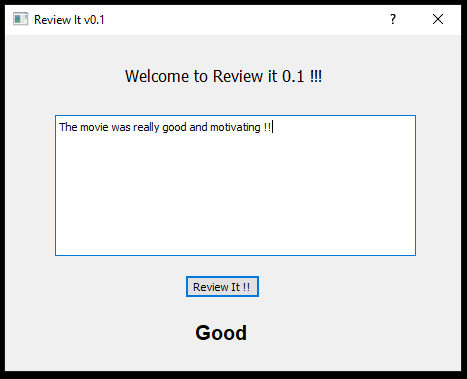 Review It v0.1
?
Welcome to Review it 0.1 !!!
The movie was really good and motivating !!
Review It !!
Good